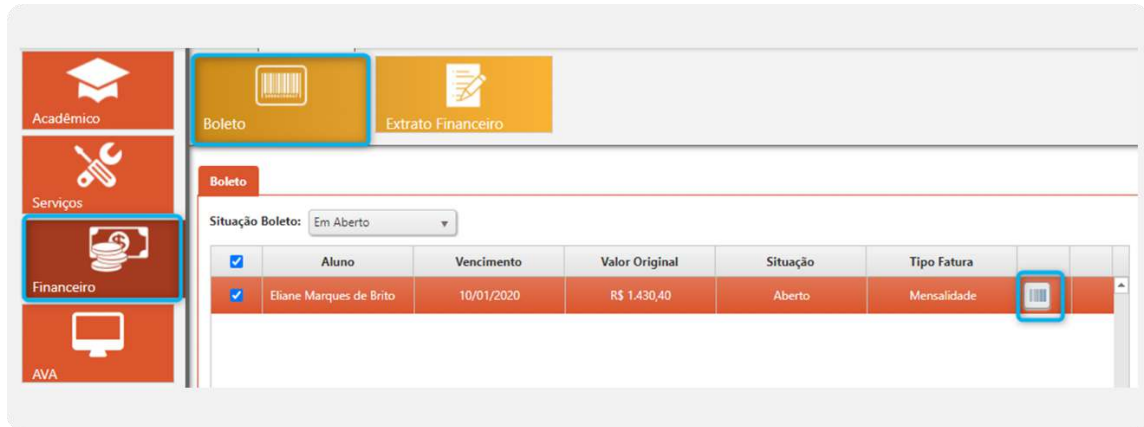 Acadêmico
Serviços
Financeiro
AVA
Boleto
Extrato Financeiro
Boleto
Situação Boleto: Em Aberto
Aluno Vencimento Valor Original Situação Tipo Fatura
Eliane Marques de Brito 10/01/2020 R$ 1.430,40 Aberto Mensalidade